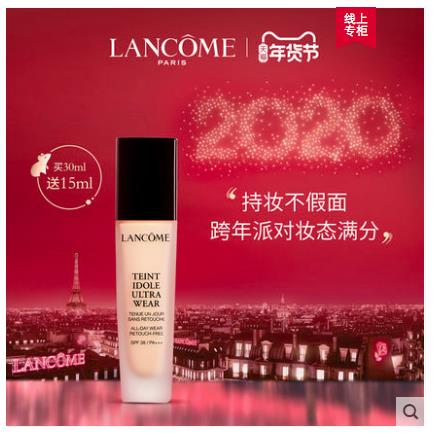 线上
专柜
LANCÔME
PARIS
天猫 年货节
2020
买30ml
送15ml
“持妆不假面
跨年派对妆态满分”
LANCÔME
TEINT
IDOLE
ULTRA
WEAR
TENUE UN JOUR
SANS RETOUCHE
ALL-DAY WEAR
RETOUCH-FREE
SPF 38 / PA+++
LANCÔME